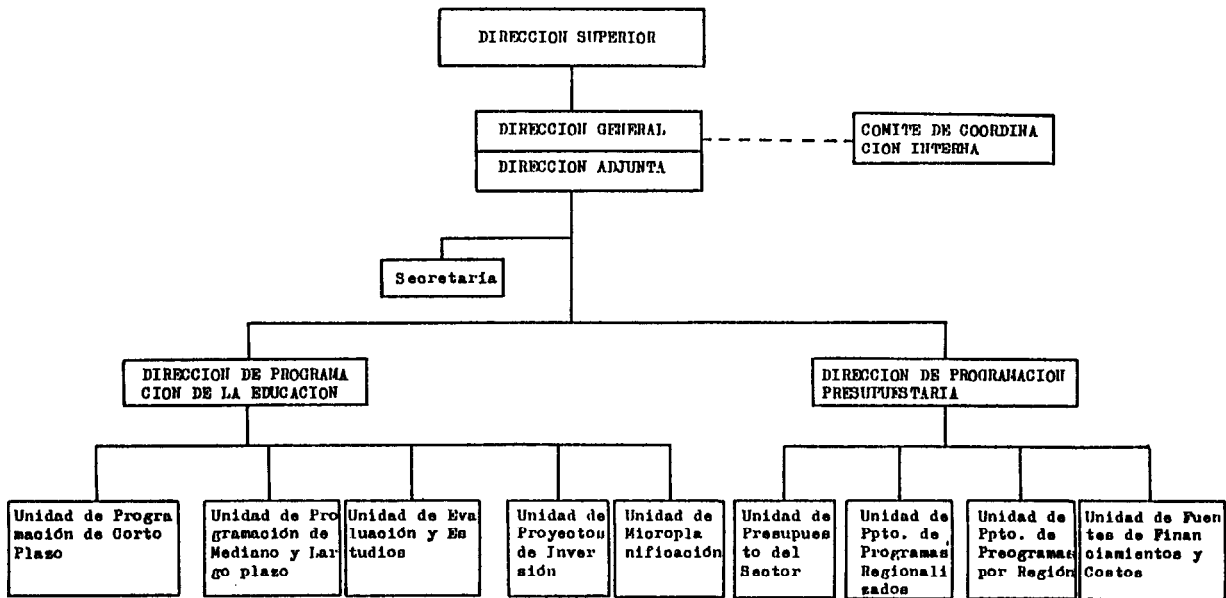 DIRECCION SUPERIOR
DIRECCION GENERAL
DIRECCION ADJUNTA
COMITE DE COORDINA
CION INTERNA
Secretaría
DIRECCION DE PROGRAMA
CION DE LA EDUCACION
DIRECCION DE PROGRAMACION
PRESUPUESTARIA
Unidad de Progra
mación de Corto
Plazo
Unidad de Pro
gramación de
Mediano y Lar
go plazo
Unidad de Eva
luación y Es
tudios
Unidad de
Proyectos
de Inver
sión
Unidad de
Micropla
nificación
Unidad de
Presupues
to del
Sector
Unidad de
Ppto. de
Programas
Regionali
zados
Unidad de
Ppto. de
Preogramas
por Región
Unidad de Fuen
tes de Finan
ciamientos y
Costos